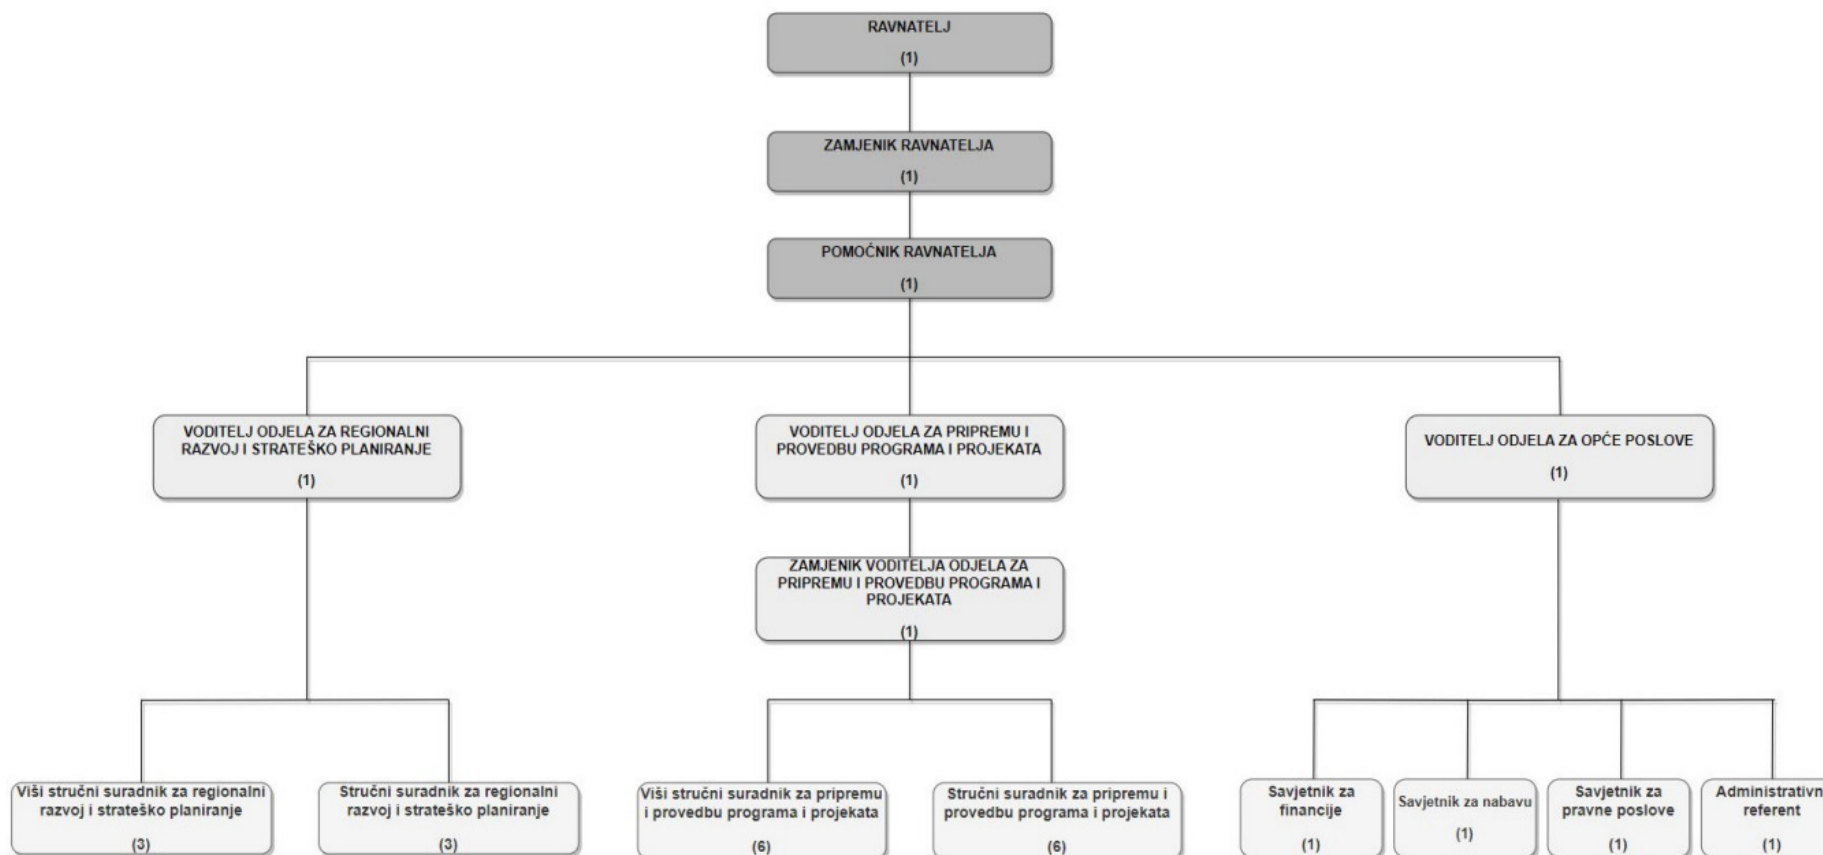 RAVNATELJ
(1)
ZAMJENIK RAVNATELJA
(1)
POMOĆNIK RAVNATELJA
(1)
VODITELJ ODJELA ZA REGIONALNI
RAZVOJ I STRATEŠKO PLANIRANJE
(1)
VODITELJ ODJELA ZA PRIPREMU I
PROVEDBU PROGRAMA I PROJEKATA
(1)
VODITELJ ODJELA ZA OPĆE POSLOVE
(1)
ZAMJENIK VODITELJA ODJELA ZA
PRIPREMU I PROVEDBU PROGRAMA I
PROJEKATA
(1)
Viši stručni suradnik za regionalni
razvoj i strateško planiranje
(3)
Stručni suradnik za regionalni
razvoj i strateško planiranje
(3)
Viši stručni suradnik za pripremu
i provedbu programa i projekata
(6)
Stručni suradnik za pripremu i
provedbu programa i projekata
(6)
Savjetnik za
financije
(1)
Savjetnik za nabavu
(1)
Savjetnik za
pravne poslove
(1)
Administrativn
referent
(1)